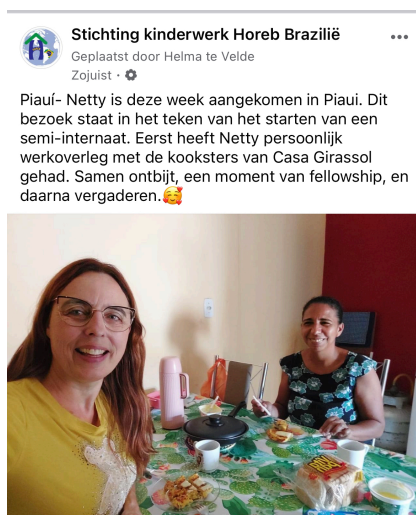 Stichting kinderwerk Horeb Brazilië
Geplaatst door Helma te Velde
Zojuist ·
Piauí- Netty is deze week aangekomen in Piaui. Dit
bezoek staat in het teken van het starten van een
semi-internaat. Eerst heeft Netty persoonlijk
werkoverleg met de kooksters van Casa Girassol
gehad. Samen ontbijt, een moment van fellowship, en
daarna vergaderen.🥰